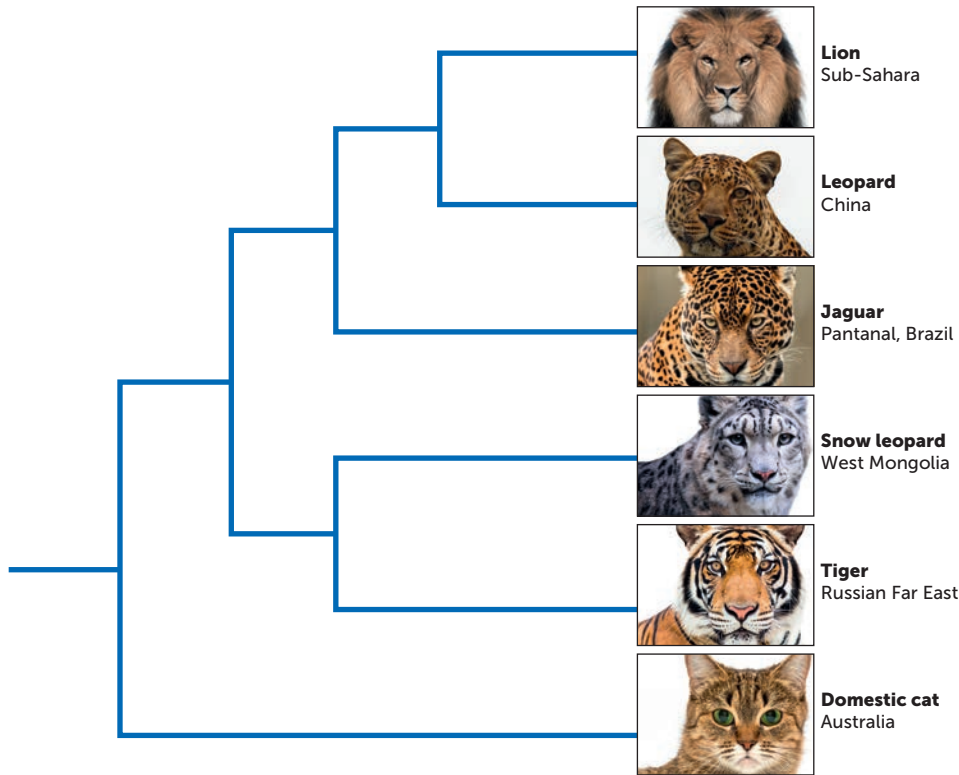 Lion
Sub-Sahara
Leopard
China
Jaguar
Pantanal, Brazil
Snow leopard
West Mongolia
Tiger
Russian Far East
Domestic cat
Australia